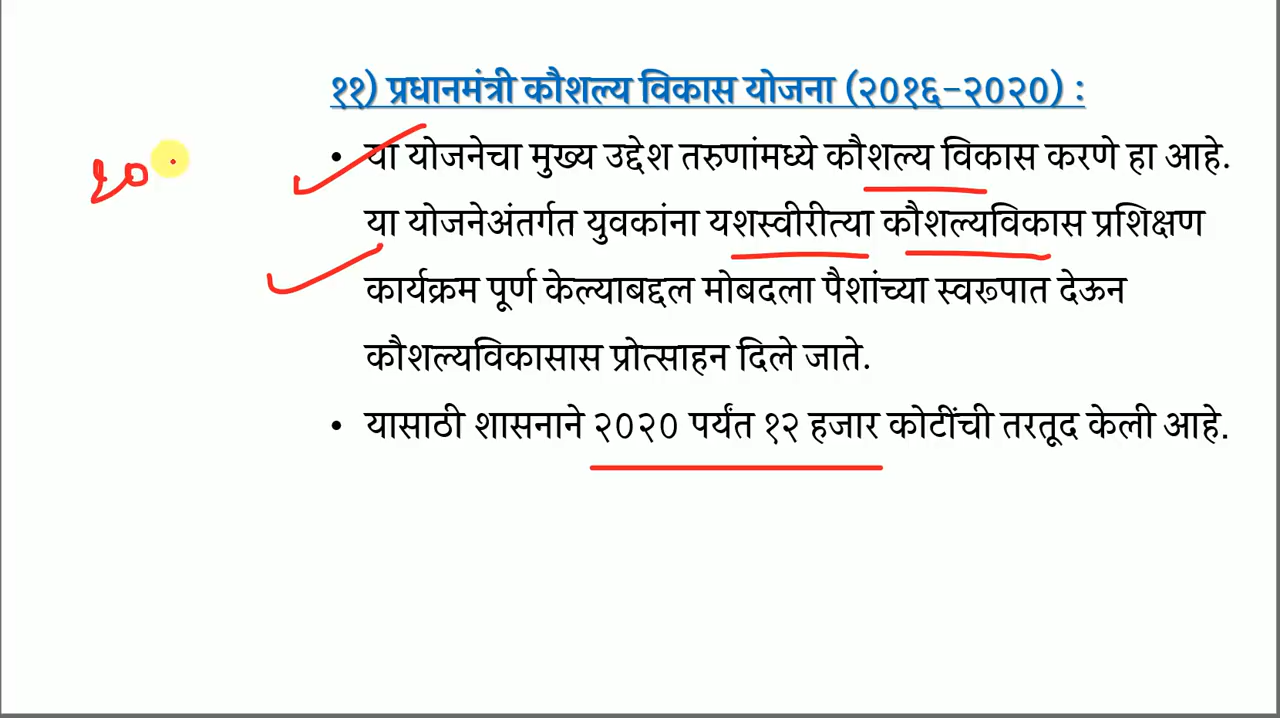 ११) प्रधानमंत्री कौशल्य विकास योजना (२०१६-२०२०) :
• या योजनेचा मुख्य उद्देश तरुणांमध्ये कौशल्य विकास करणे हा आहे.
या योजनेअंतर्गत युवकांना यशस्वीरीत्या कौशल्यविकास प्रशिक्षण
कार्यक्रम पूर्ण केल्याबद्दल मोबदला पैशांच्या स्वरूपात देऊन
कौशल्यविकासास प्रोत्साहन दिले जाते.
• यासाठी शासनाने २०२० पर्यंत १२ हजार कोटींची तरतूद केली आहे.